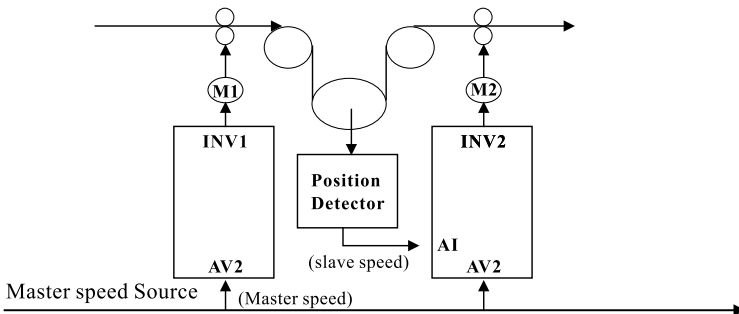 M1
M2
INV1
INV2
Position
Detector
AI
(slave speed)
AV2
AV2
Master speed Source
(Master speed)